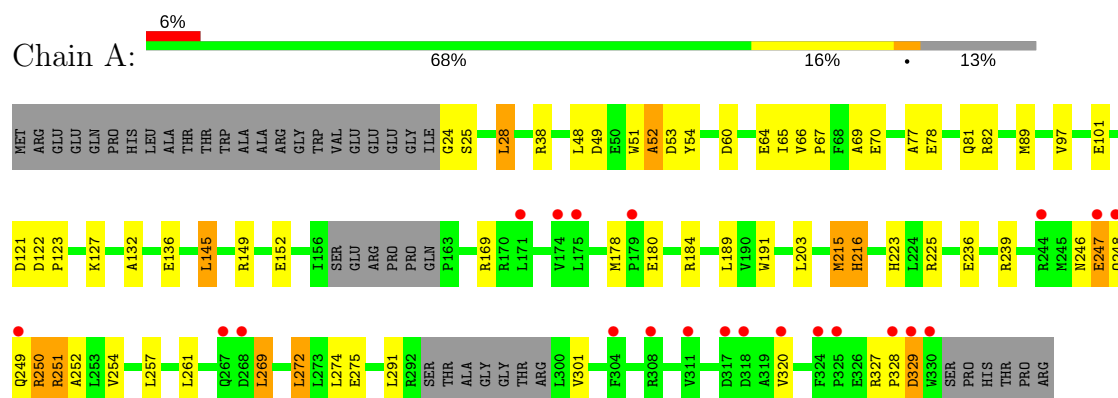 6%
Chain A:
68% 16% • 13%
MET ARG GLU GLU GLN PRO HIS LEU ALA THR THR TRP ALA ALA ARG GLY TRP VAL GLU GLU GLU GLY ILE G24 S25 L28 R38 L48 D49 E50 W51 A52 D53 Y54 D60 E64 I65 V66 P67 F68 A69 E70 A77 E78 Q81 R82 M89 V97 E101
D121 D122 P123 K127 A132 E136 L145 R149 E152 I156 SER GLU ARG PRO PRO GLN P163 R169 R170 L171 V174 L175 M178 P179 E180 R184 L189 V190 W191 L203 M215 H216 H223 L224 R225 E236 R239 R244 M245 N246 E247
Q249 R250 R251 A252 L253 V254 L257 L261 Q267 D268 L269 L272 L273 L274 E275 L291 R292 SER THR ALA GLY GLY THR ARG L300 V301 F304 R308 V311 D317 D318 A319 V320 F324 P325 E326 R327 P328 D329 W330 SER PRO HIS THR PRO ARG